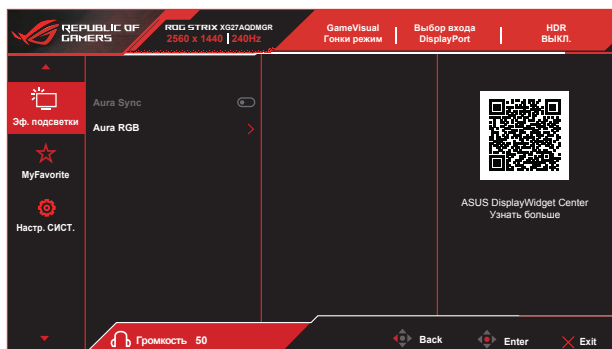 REPUBLIC OF
GAMERS
ROG STRIX XG27AQDMGR
2560 x 1440 240Hz
GameVisual
Гонки режим
Выбор входа
DisplayPort
HDR
ВЫКЛ.
Эф. подсветки
MyFavorite
Настр. СИСТ.
Aura Sync
Aura RGB
ASUS DisplayWidget Center
Узнать больше
Громкость 50
Back
Enter
Exit